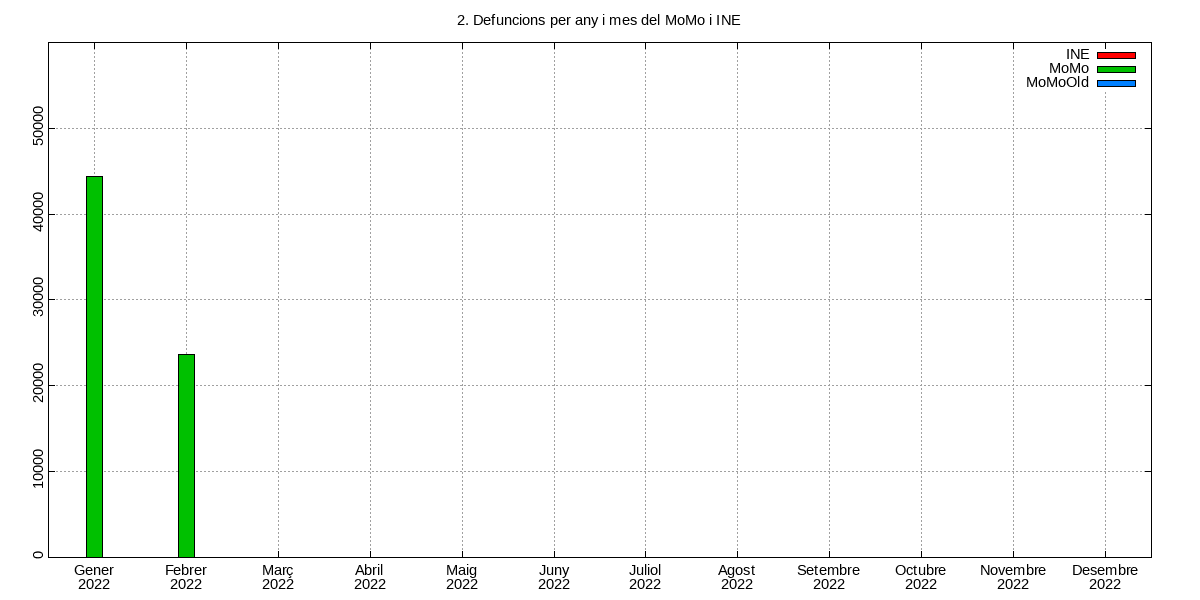 2. Defuncions per any i mes del MoMo i INE
INE
MoMo
MoMoOld
50000
40000
30000
20000
10000
0
Gener Febrer Març Abril Maig Juny Juliol Agost Setembre Octubre Novembre Desembre
2022 2022 2022 2022 2022 2022 2022 2022 2022 2022 2022 2022